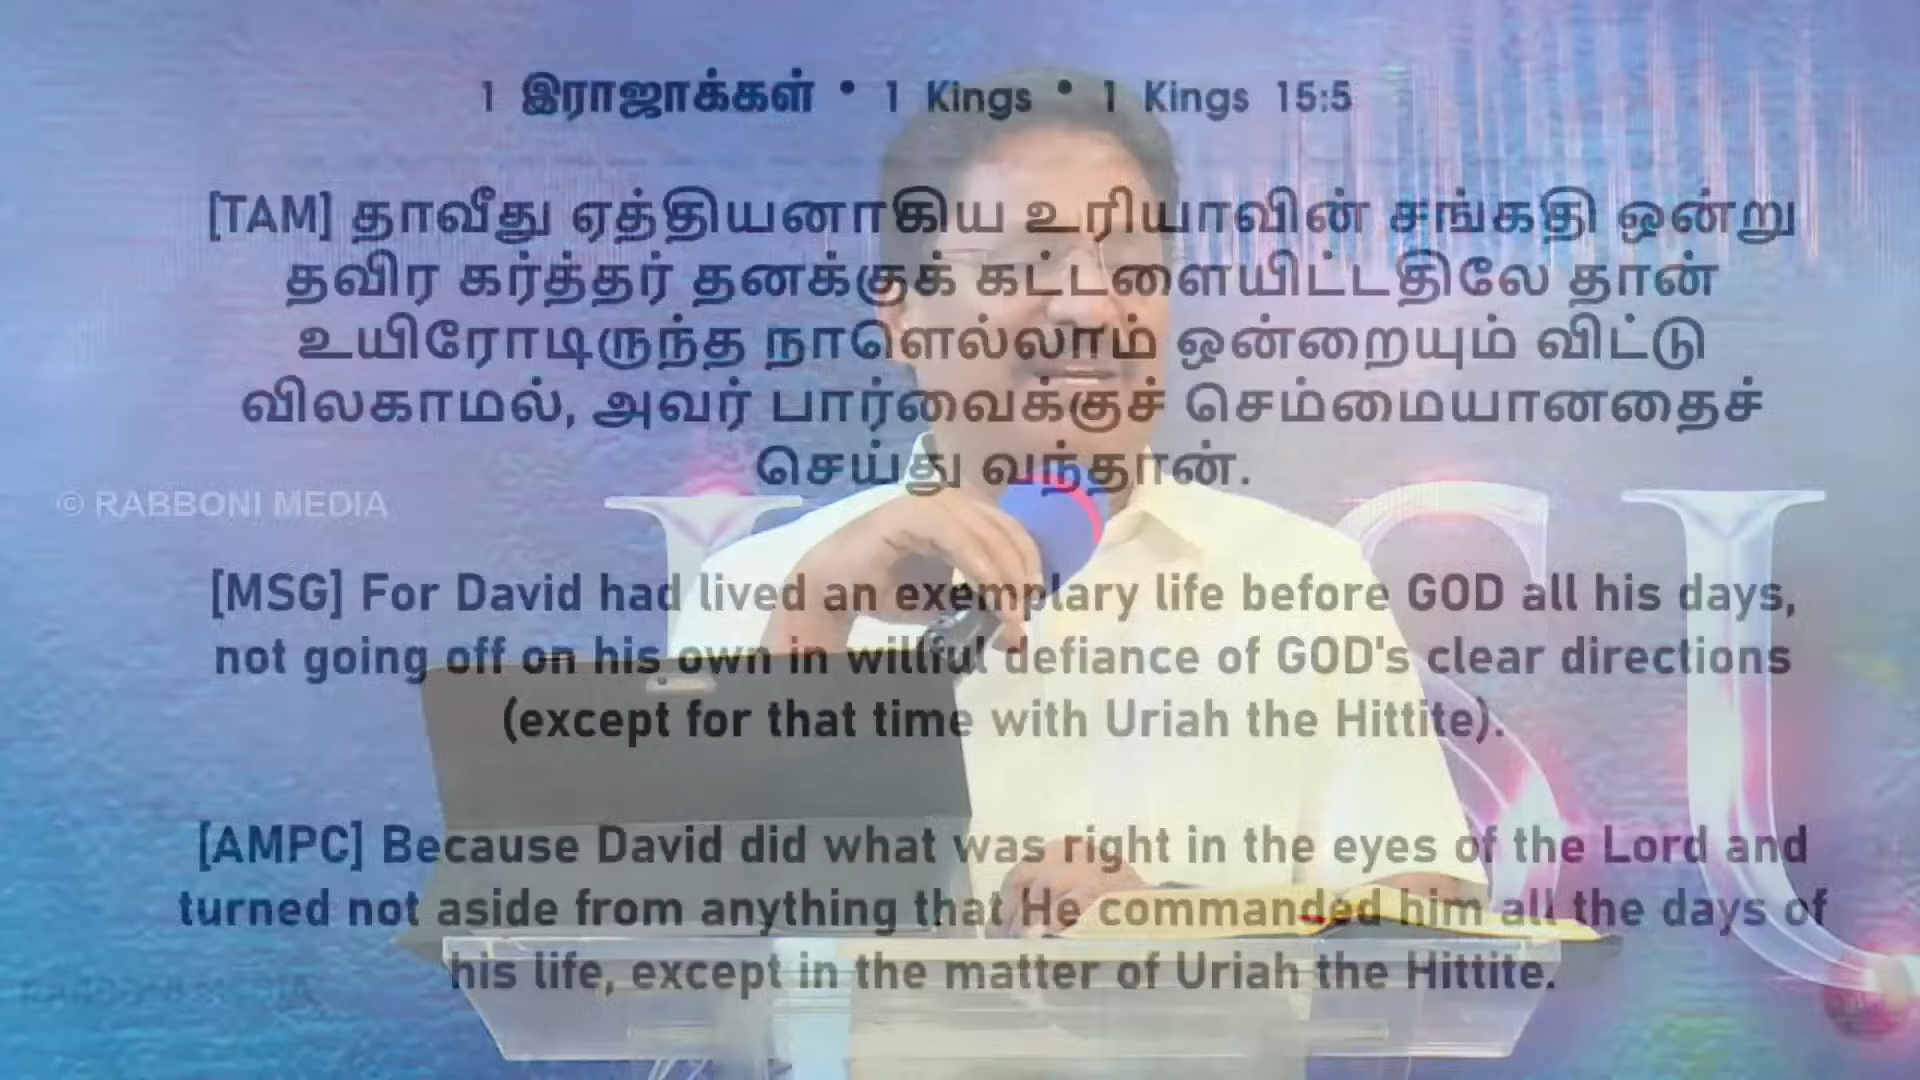 1 இராஜாக்கள் • 1 Kings • 1 Kings 15:5
[TAM] தாவீது ஏத்தியனாகிய உரியாவின் சங்கதி ஒன்று
தவிர கர்த்தர் தனக்குக் கட்டளையிட்டதிலே தான்
உயிரோடிருந்த நாளெல்லாம் ஒன்றையும் விட்டு
விலகாமல், அவர் பார்வைக்குச் செம்மையானதைச்
செய்து வந்தான்.
© RABBONI MEDIA
[MSG] For David had lived an exemplary life before GOD all his days,
not going off on his own in willful defiance of GOD's clear directions
(except for that time with Uriah the Hittite).
[AMPC] Because David did what was right in the eyes of the Lord and
turned not aside from anything that He commanded him all the days of
his life, except in the matter of Uriah the Hittite.
RABBONI MEDIA